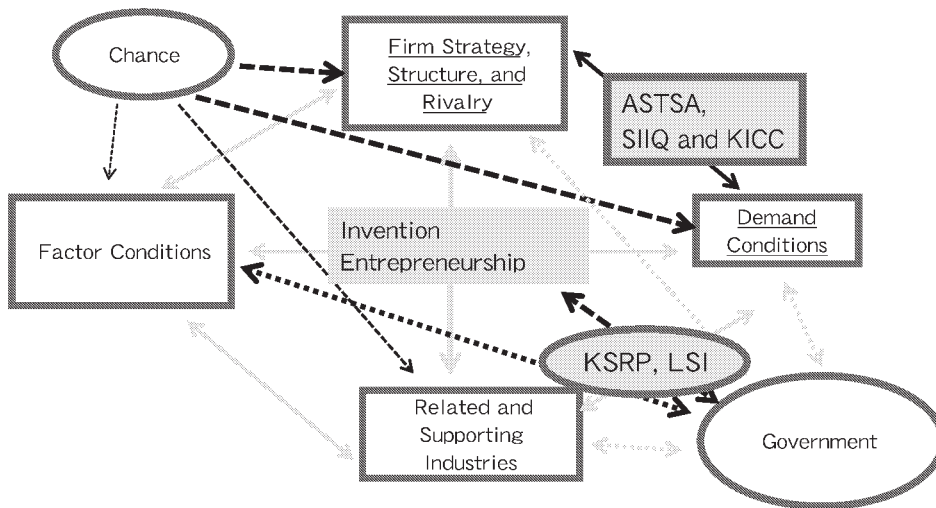 Chance
Firm Strategy,
Structure, and
Rivalry
ASTSA,
SIIQ and KICC
Factor Conditions
Invention
Entrepreneurship
Demand
Conditions
KSRP, LSI
Related and
Supporting
Industries
Government